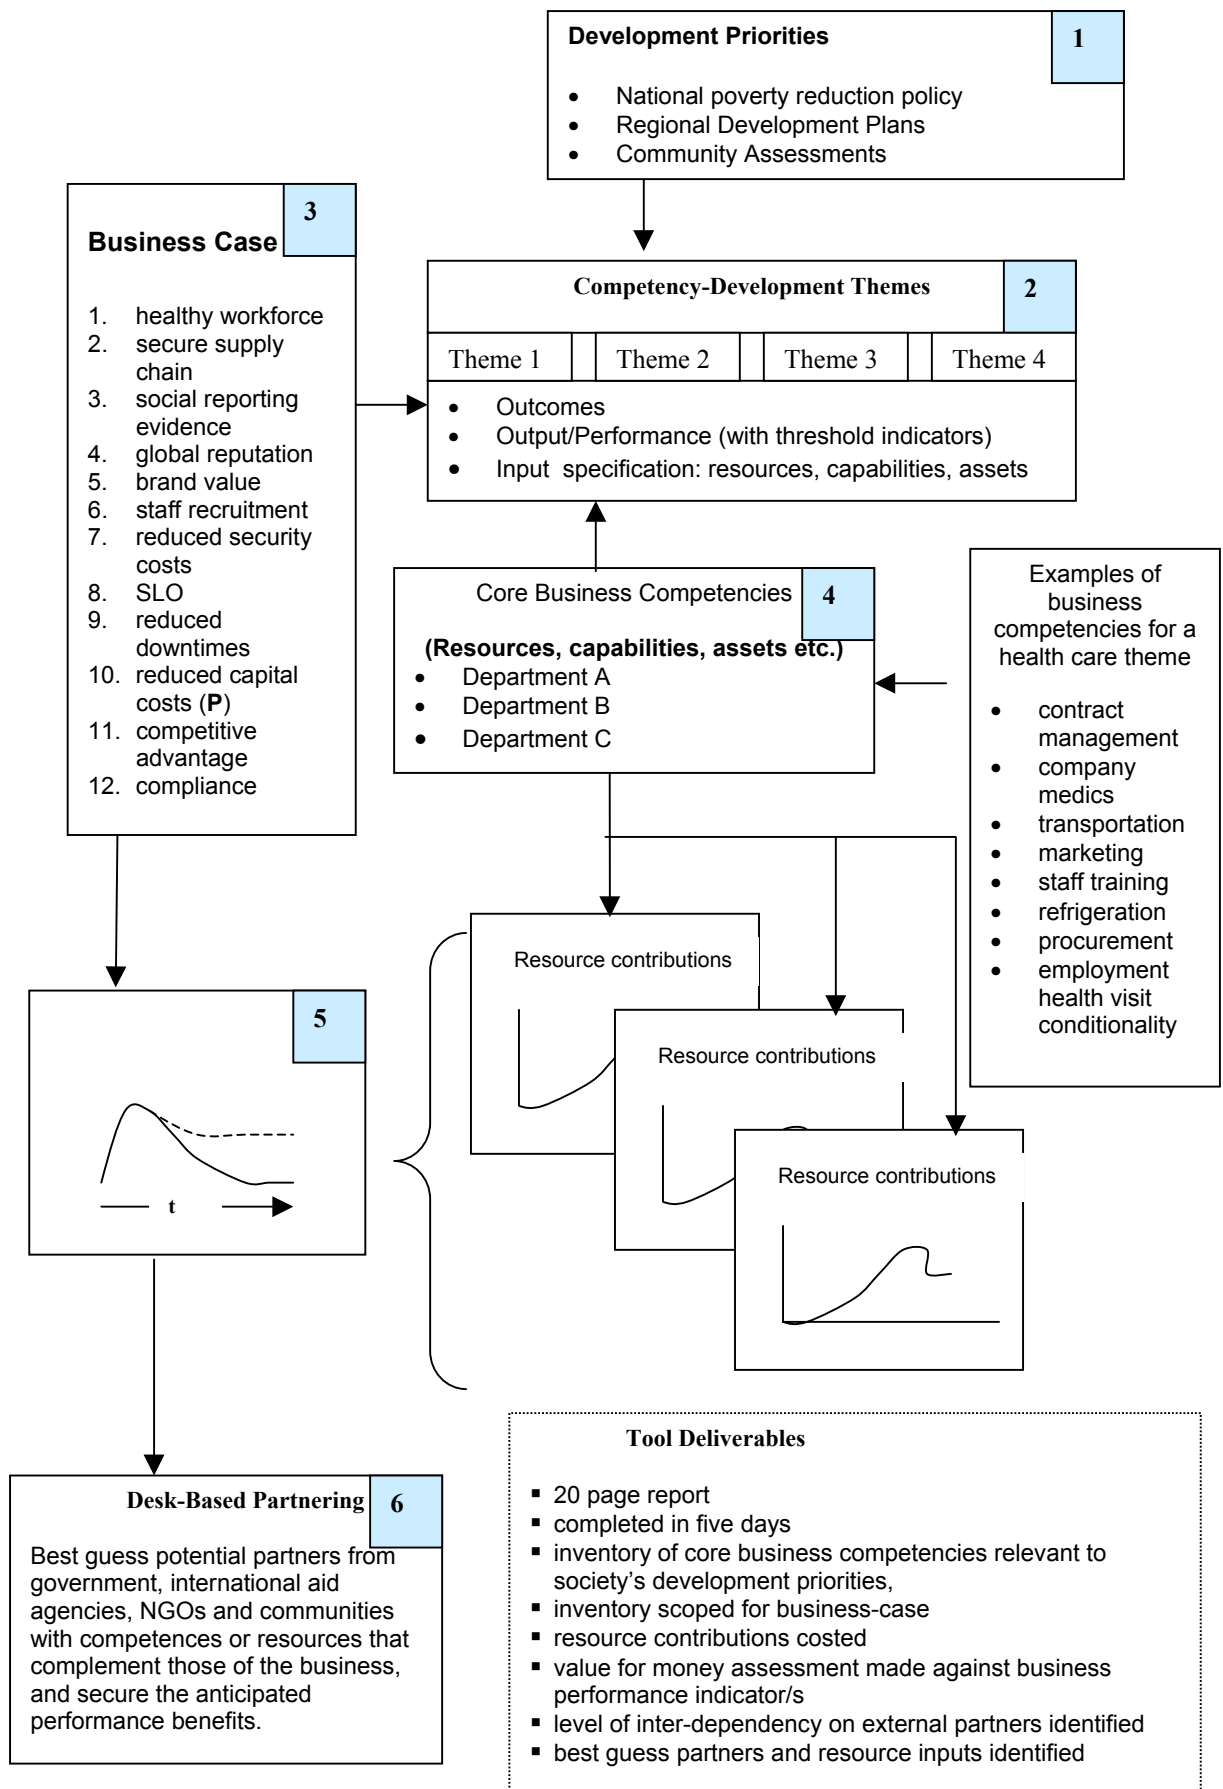 Development Priorities
1
• National poverty reduction policy
• Regional Development Plans
• Community Assessments
3
Business Case
1. healthy workforce
2. secure supply
chain
3. social reporting
evidence
4. global reputation
5. brand value
6. staff recruitment
7. reduced security
costs
8. SLO
9. reduced
downtimes
10. reduced capital
costs (P)
11. competitive
advantage
12. compliance
Competency-Development Themes
2
Theme 1 Theme 2 Theme 3 Theme 4
• Outcomes
• Output/Performance (with threshold indicators)
• Input specification: resources, capabilities, assets
Core Business Competencies
4
(Resources, capabilities, assets etc.)
• Department A
• Department B
• Department C
Examples of
business
competencies for a
health care theme
• contract
management
• company
medics
• transportation
• marketing
• staff training
• refrigeration
• procurement
• employment
health visit
conditionality
Resource contributions
Resource contributions
Resource contributions
5
t
Desk-Based Partnering
6
Best guess potential partners from
government, international aid
agencies, NGOs and communities
with competences or resources that
complement those of the business,
and secure the anticipated
performance benefits.
Tool Deliverables
▪ 20 page report
▪ completed in five days
▪ inventory of core business competencies relevant to
society’s development priorities,
▪ inventory scoped for business-case
▪ resource contributions costed
▪ value for money assessment made against business
performance indicator/s
▪ level of inter-dependency on external partners identified
▪ best guess partners and resource inputs identified